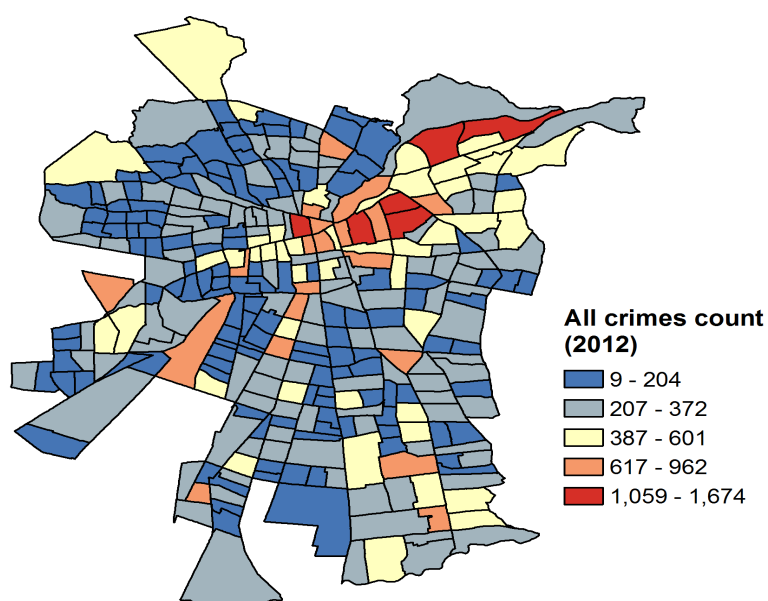 All crimes count
(2012)
9 - 204
207 - 372
387 - 601
617 - 962
1,059 - 1,674